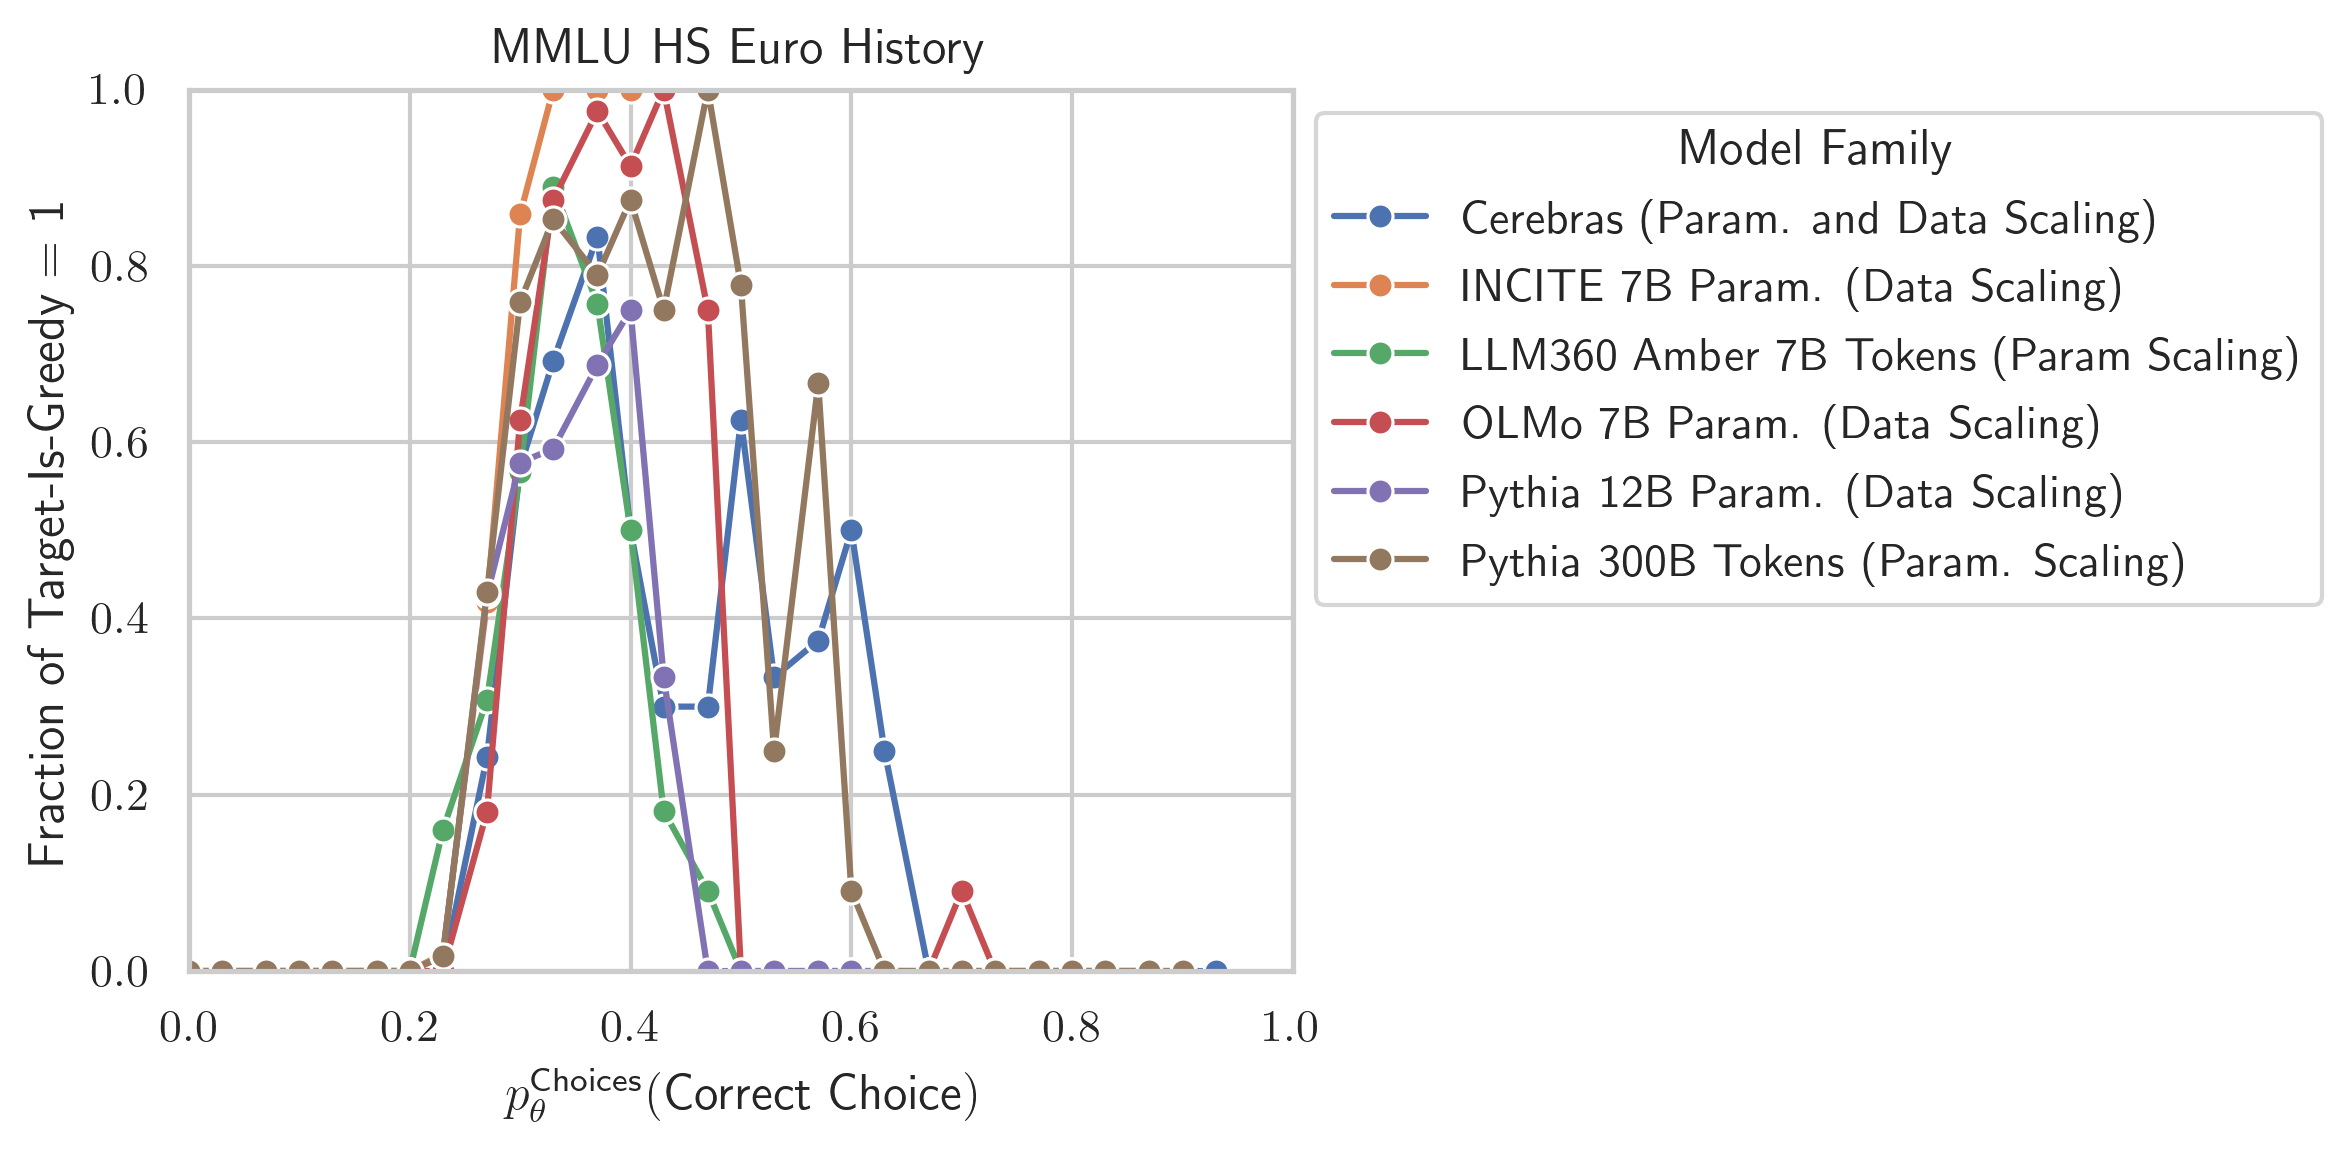 MMLU HS Euro History
Fraction of Target-Is-Greedy = 1
1.0
0.8
0.6
0.4
0.2
0.0
0.0 0.2 0.4 0.6 0.8 1.0
p_θ^Choices(Correct Choice)
Model Family
Cerebras (Param. and Data Scaling)
INCITE 7B Param. (Data Scaling)
LLM360 Amber 7B Tokens (Param Scaling)
OLMo 7B Param. (Data Scaling)
Pythia 12B Param. (Data Scaling)
Pythia 300B Tokens (Param. Scaling)